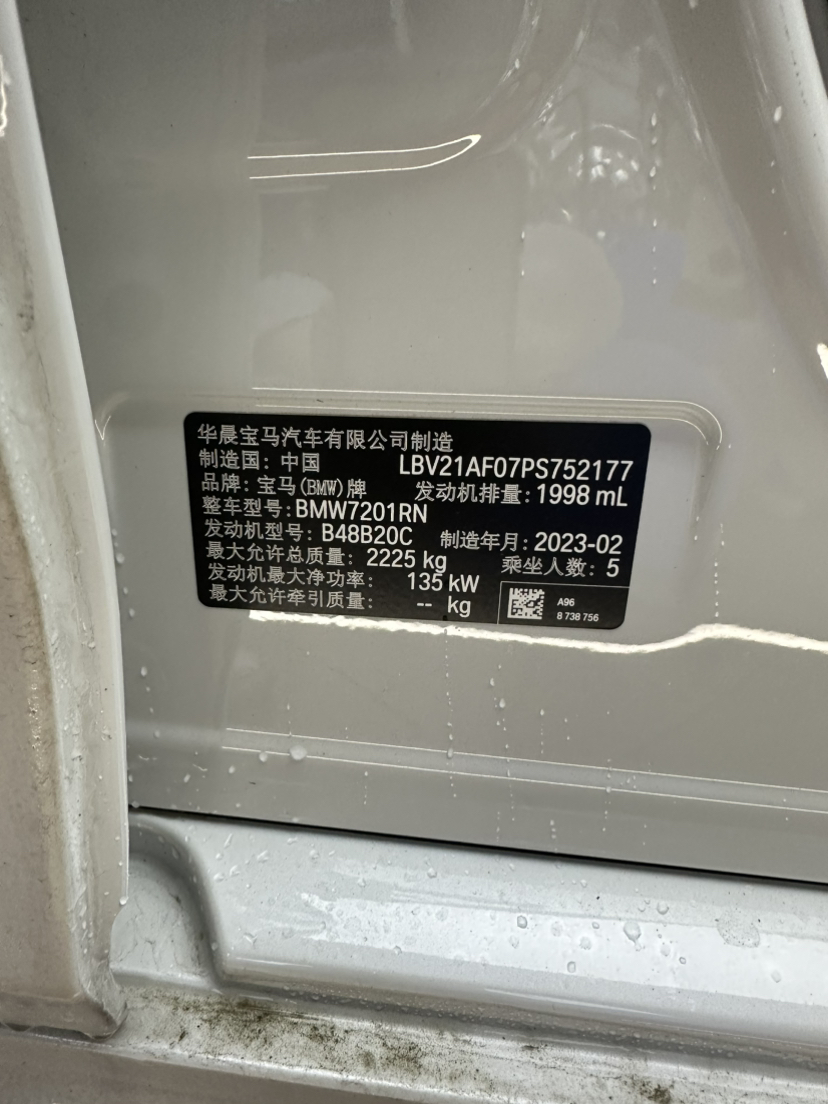 华晨宝马汽车有限公司制造
制造国：中国 LBV21AF07PS752177
品牌：宝马(BMW)牌 发动机排量：1998 mL
整车型号：BMW7201RN
发动机型号：B48B20C 制造年月：2023-02
最大允许总质量：2225 kg 乘坐人数：5
发动机最大净功率： 135 kW
最大允许牵引质量： -- kg
A96
8 738 756